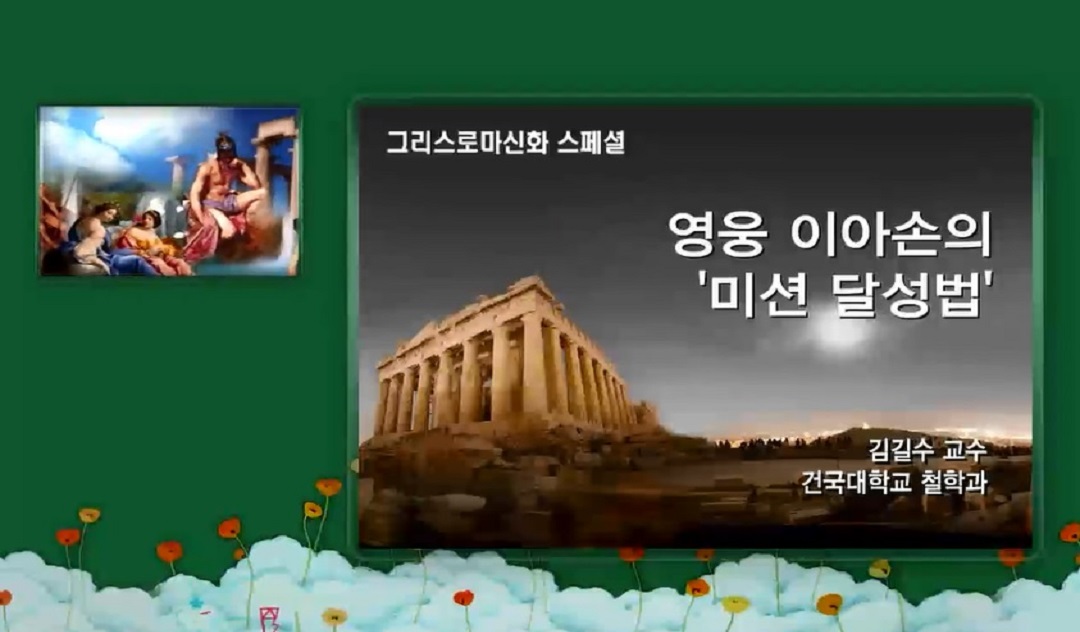 그리스로마신화 스페셜
영웅 이아손의
'미션 달성법'
김길수 교수
건국대학교 철학과